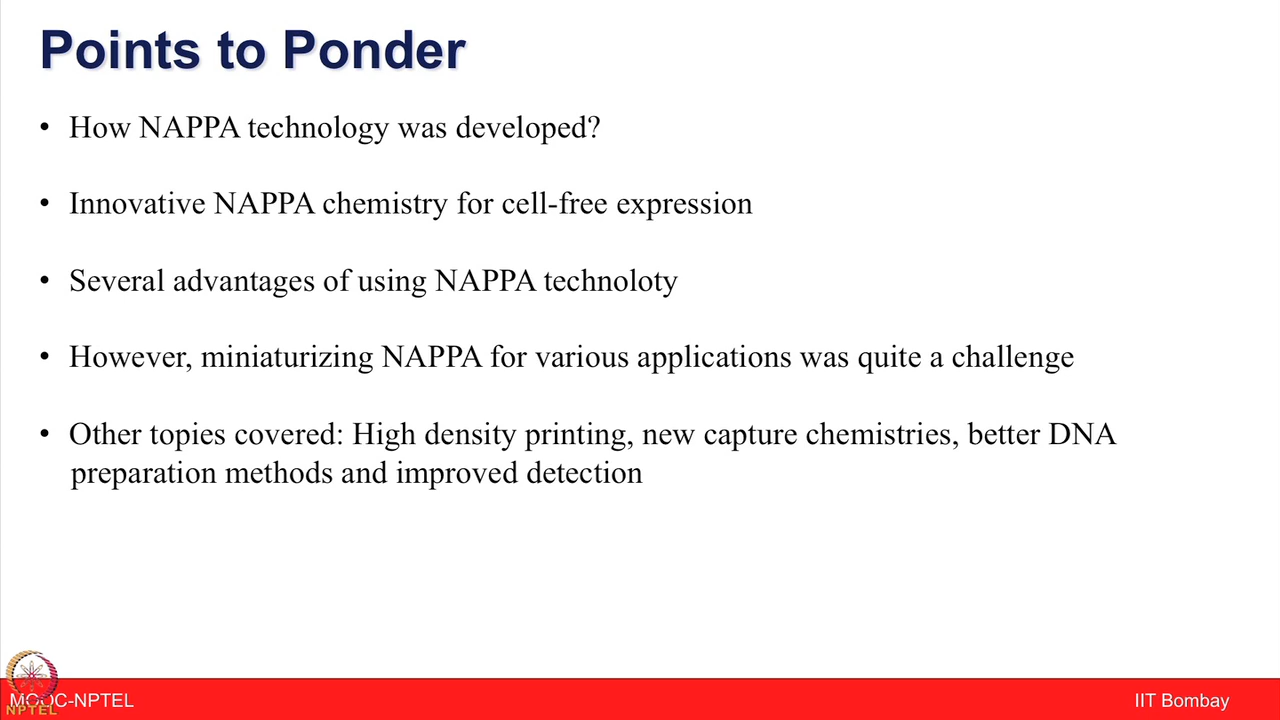 Points to Ponder
• How NAPPA technology was developed?
• Innovative NAPPA chemistry for cell-free expression
• Several advantages of using NAPPA technoloty
• However, miniaturizing NAPPA for various applications was quite a challenge
• Other topies covered: High density printing, new capture chemistries, better DNA
preparation methods and improved detection
MOOC-NPTEL
NPTEL
IIT Bombay